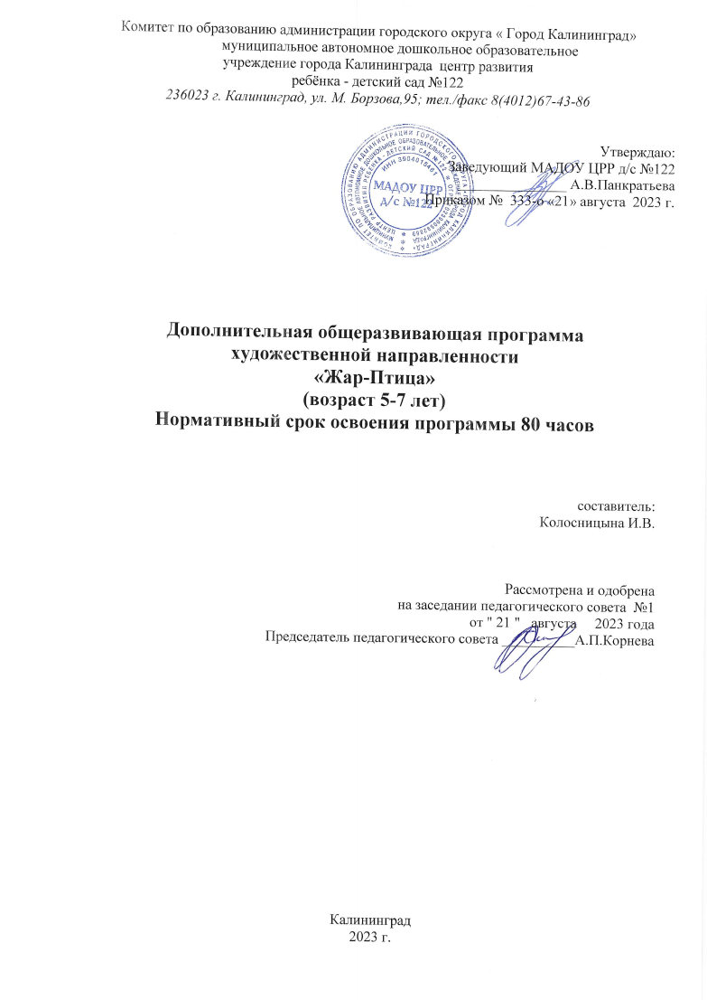 Комитет по образованию администрации городского округа « Город Калининград»
муниципальное автономное дошкольное образовательное
учреждение города Калининграда центр развития
ребёнка - детский сад №122
236023 г. Калининград, ул. М. Борзова,95; тел./факс 8(4012)67-43-86
Утверждаю:
Заведующий МАДОУ ЦРР д/с №122
А.В.Панкратьева
Приказом № 333-о «21» августа 2023 г.
МАДОУ ЦРР
д/с №122
Дополнительная общеразвивающая программа
художественной направленности
«Жар-Птица»
(возраст 5-7 лет)
Нормативный срок освоения программы 80 часов
составитель:
Колосницына И.В.
Рассмотрена и одобрена
на заседании педагогического совета №1
от " 21 " августа 2023 года
Председатель педагогического совета __________А.П.Корнева
Калининград
2023 г.